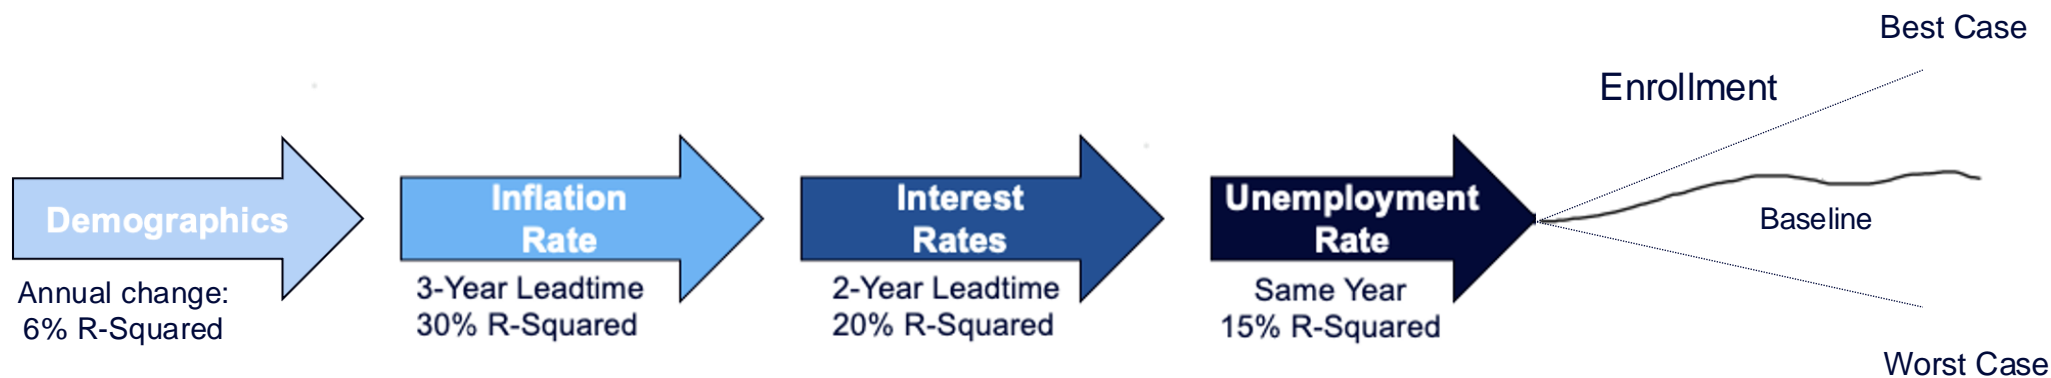 Demographics
Annual change:
6% R-Squared
Inflation
Rate
3-Year Leadtime
30% R-Squared
Interest
Rates
2-Year Leadtime
20% R-Squared
Unemployment
Rate
Same Year
15% R-Squared
Enrollment
Best Case
Baseline
Worst Case